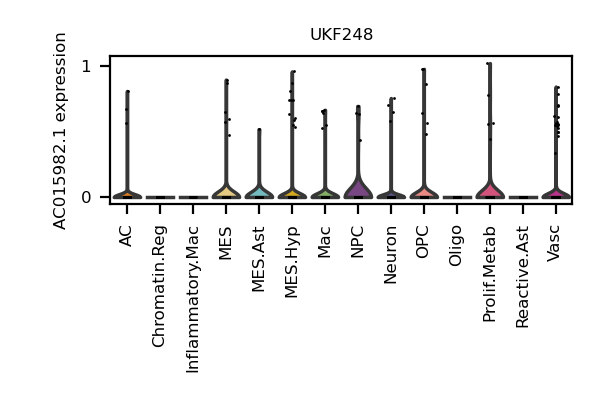 UKF248
AC015982.1 expression
1
0
AC
Chromatin.Reg
Inflammatory.Mac
MES
MES.Ast
MES.Hyp
Mac
NPC
Neuron
OPC
Oligo
Prolif.Metab
Reactive.Ast
Vasc